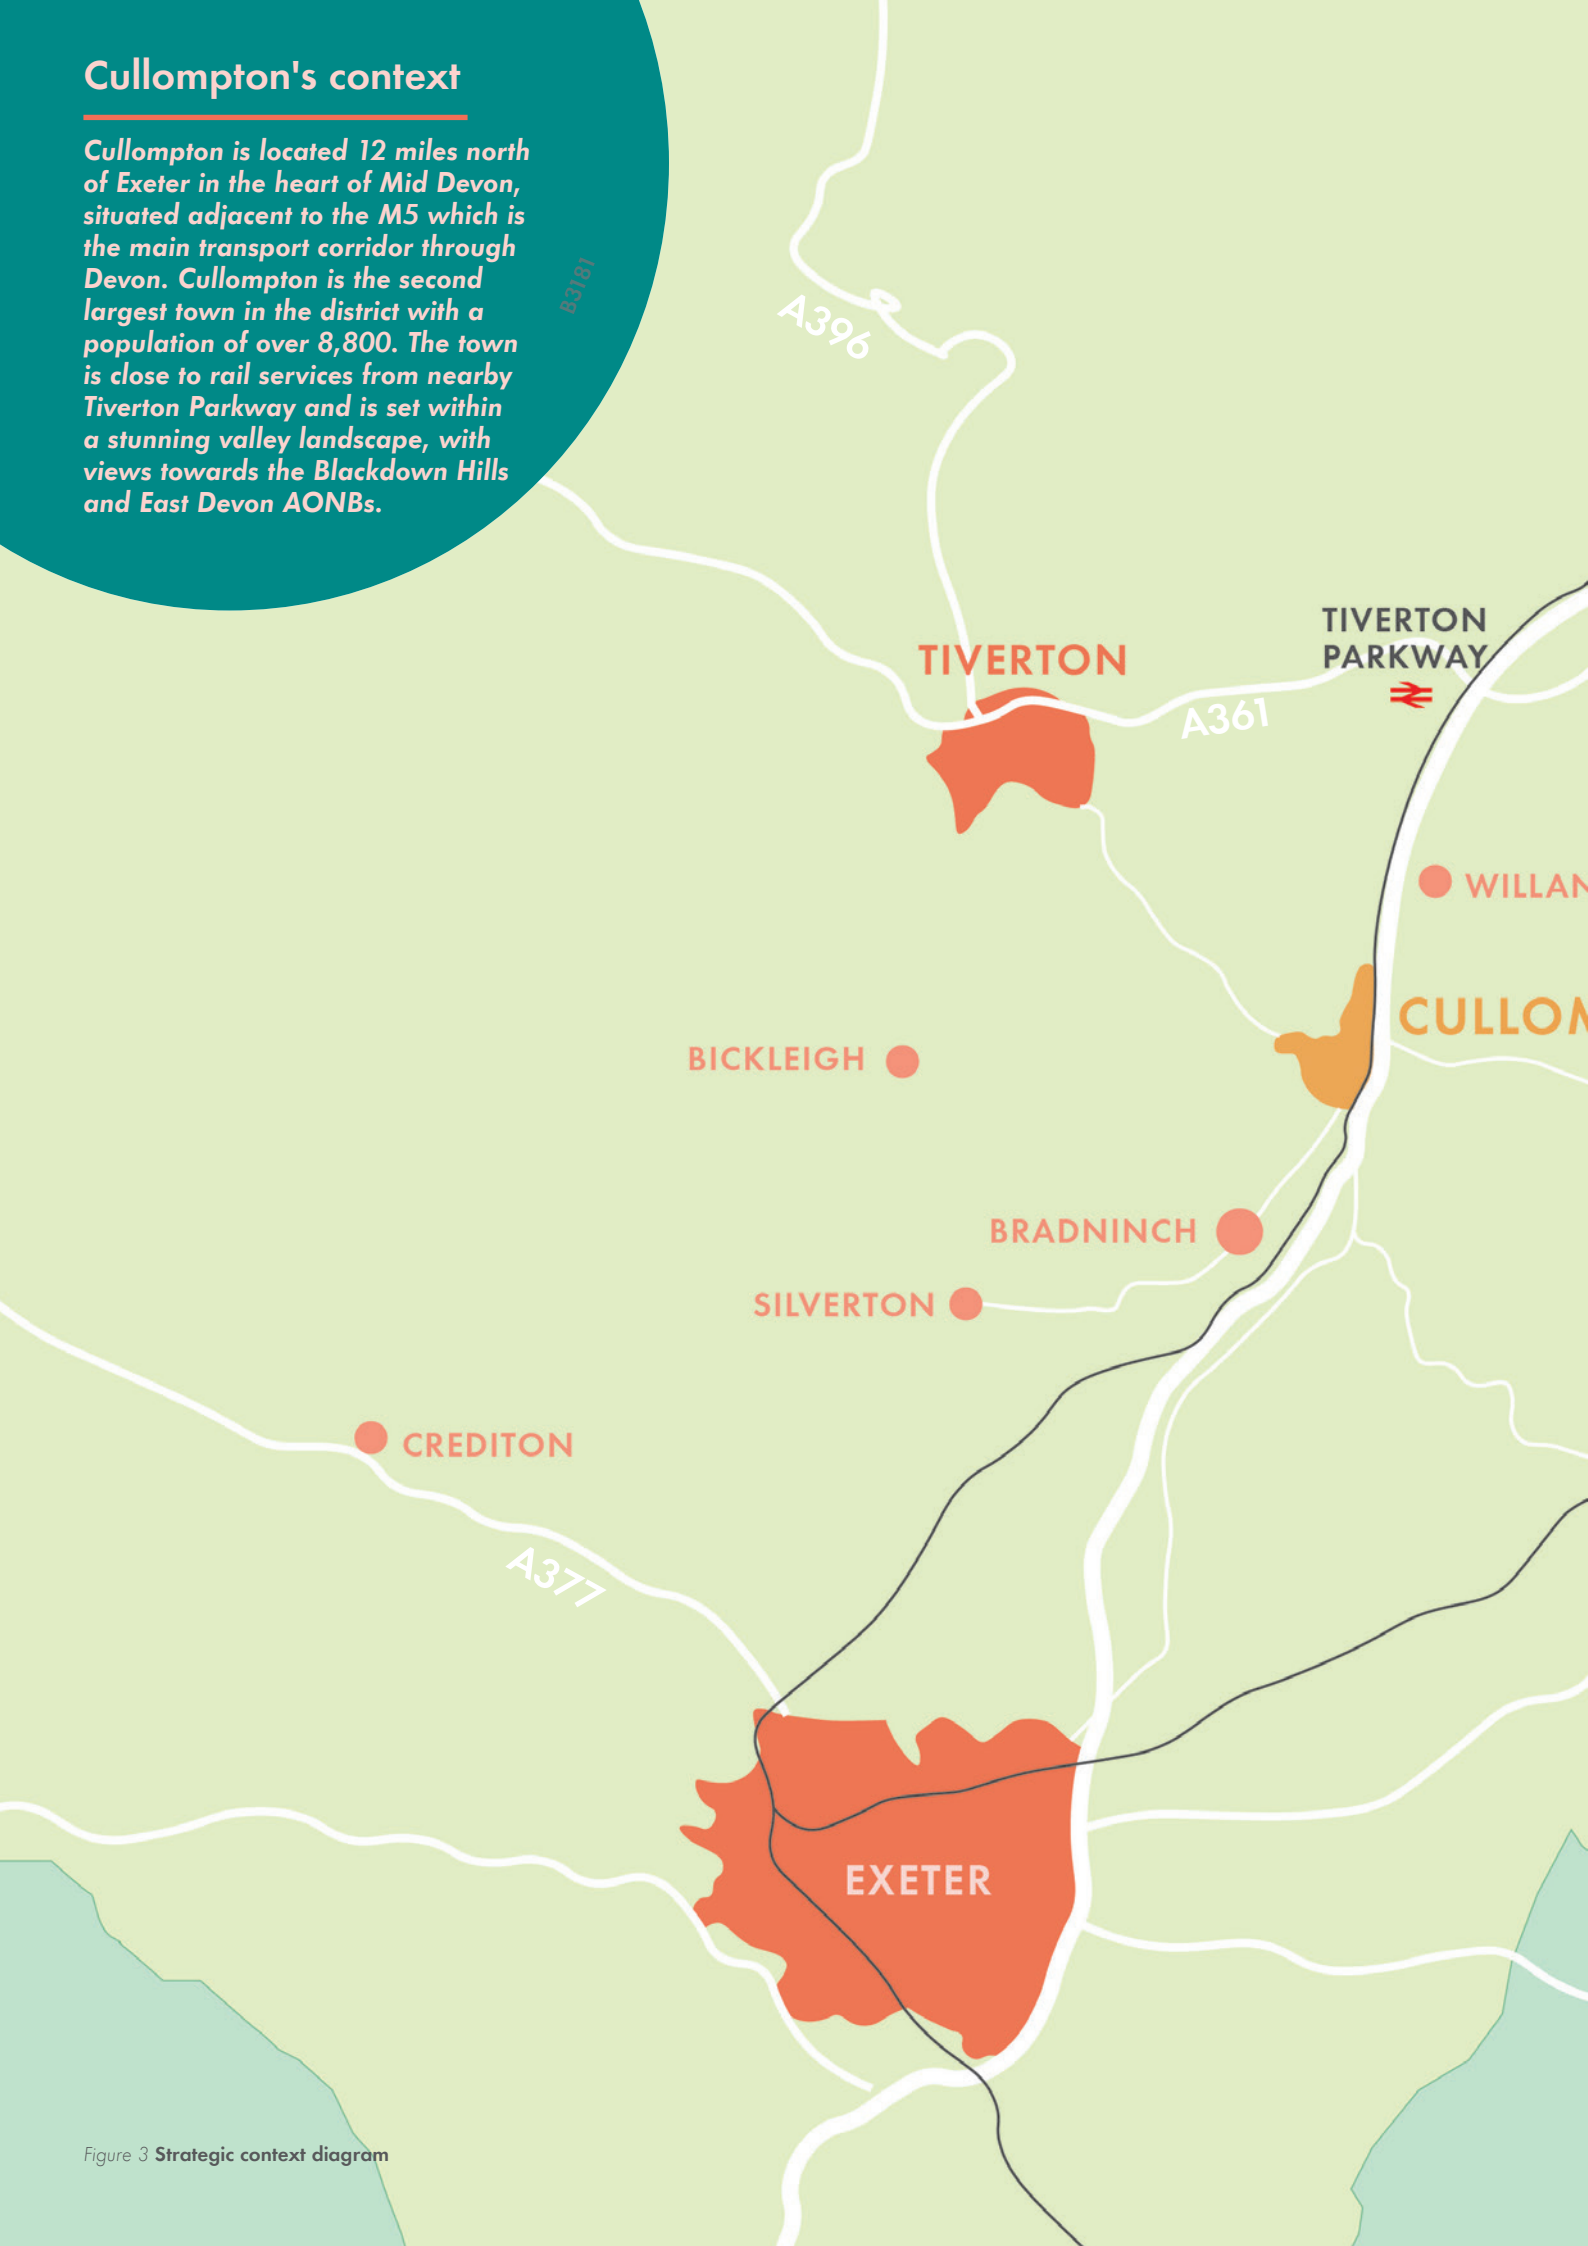 Cullompton's context
Cullompton is located 12 miles north
of Exeter in the heart of Mid Devon,
situated adjacent to the M5 which is
the main transport corridor through
Devon. Cullompton is the second
largest town in the district with a
population of over 8,800. The town
is close to rail services from nearby
Tiverton Parkway and is set within
a stunning valley landscape, with
views towards the Blackdown Hills
and East Devon AONBs.
B3181
A396
TIVERTON
PARKWAY
TIVERTON
A361
WILLAN
CULLOM
BICKLEIGH
BRADNINCH
SILVERTON
CREDITON
A377
EXETER
Figure 3 Strategic context diagram